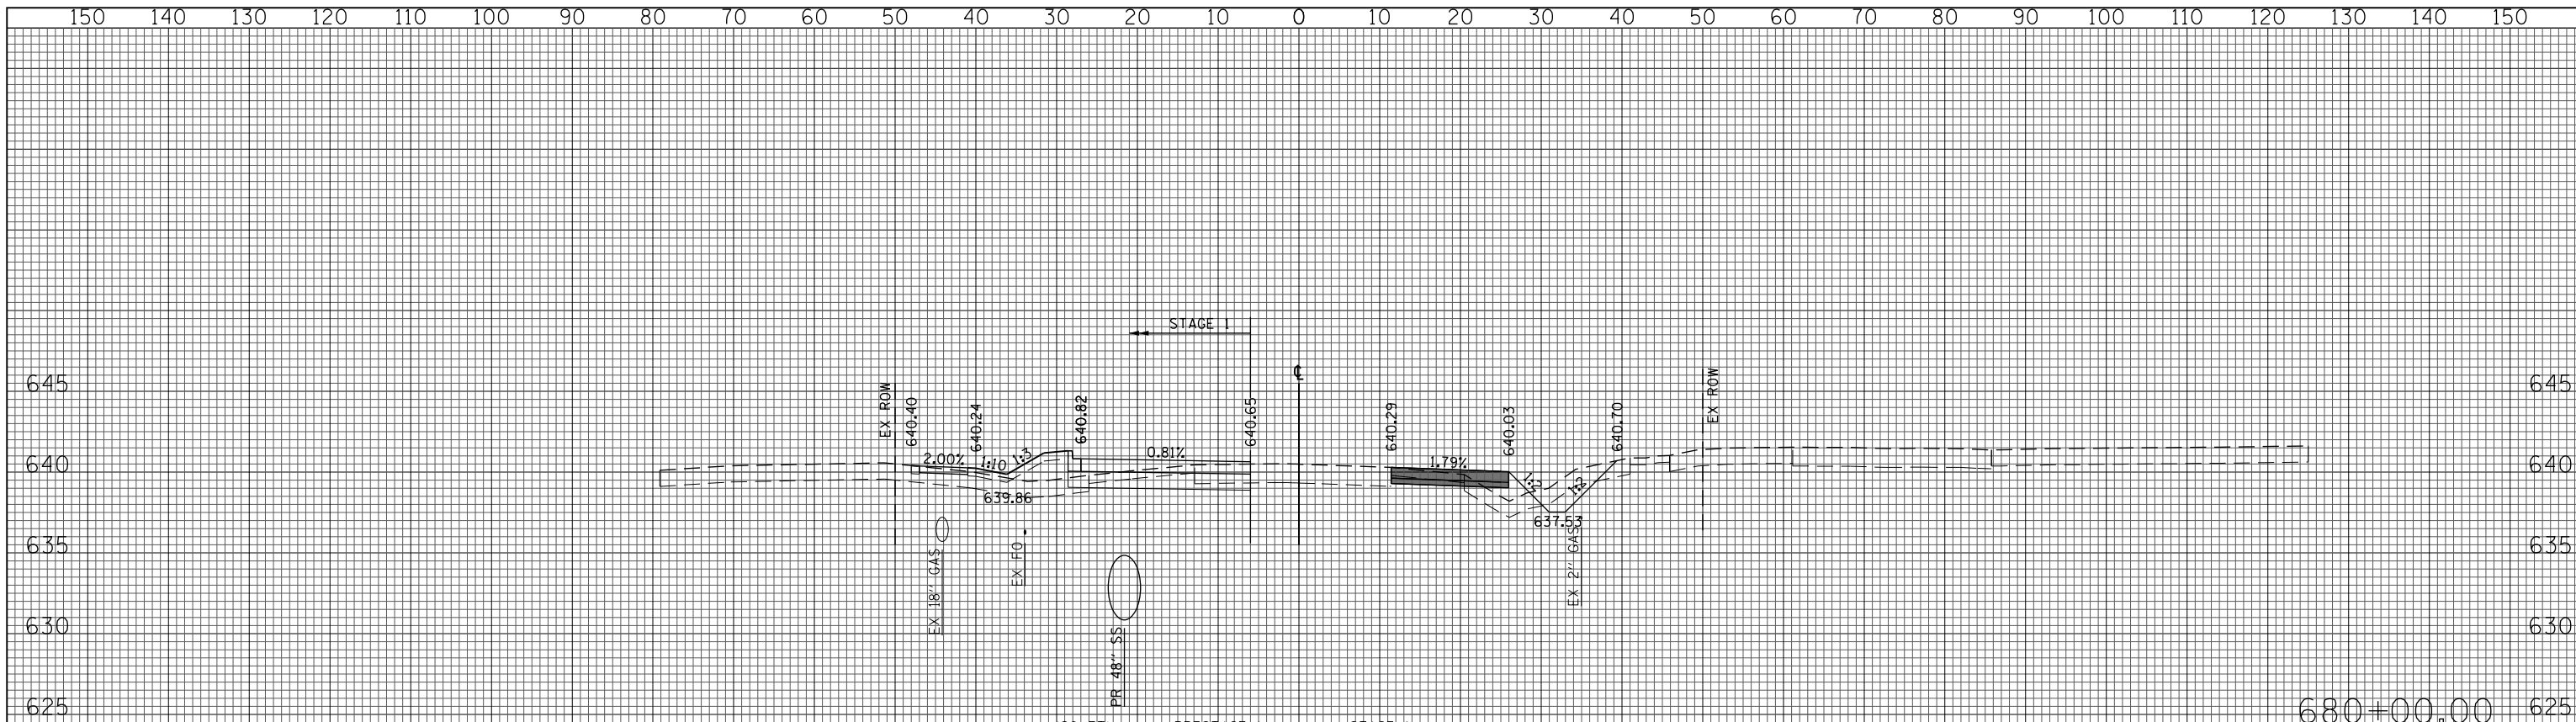 150 140 130 120 110 100 90 80 70 60 50 40 30 20 10 0 10 20 30 40 50 60 70 80 90 100 110 120 130 140 150
STAGE 1
645 645
EX ROW
640.40
640.24
640.82
640.65
℄
640.29
640.03
640.70
EX ROW
640 2.00% 1:10 1:3 0.81% 1.79% 1:2 1:2 640
639.86
637.53
635 635
EX 18" GAS
EX FO
EX 2" GAS
630 630
PR 48" SS
625 680+00.00 625